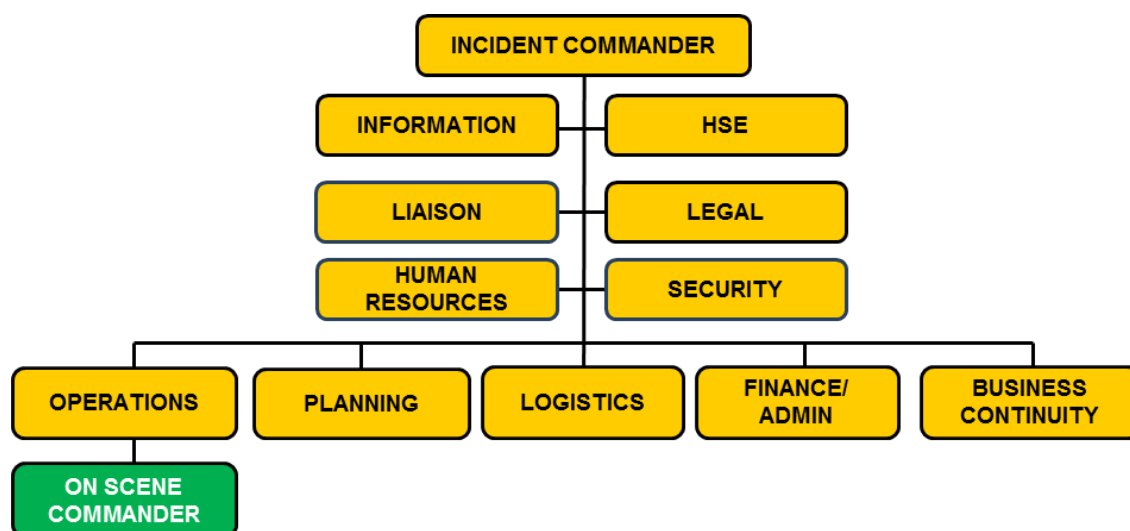 INCIDENT COMMANDER
INFORMATION
HSE
LIAISON
LEGAL
HUMAN
RESOURCES
SECURITY
OPERATIONS
PLANNING
LOGISTICS
FINANCE/
ADMIN
BUSINESS
CONTINUITY
ON SCENE
COMMANDER